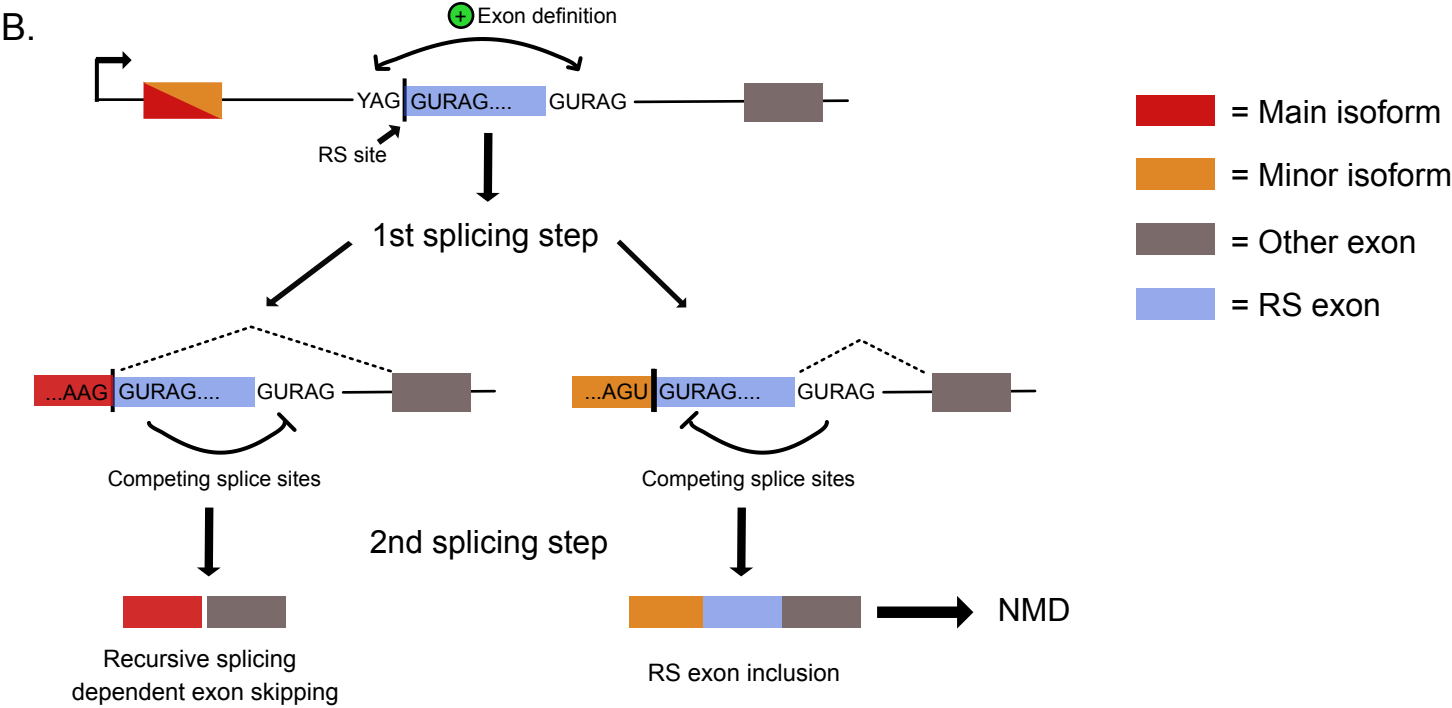 B.
+ Exon definition
YAG GURAG.... GURAG
RS site
1st splicing step
...AAG GURAG.... GURAG
...AGU GURAG.... GURAG
Competing splice sites
Competing splice sites
2nd splicing step
NMD
Recursive splicing
dependent exon skipping
RS exon inclusion
= Main isoform
= Minor isoform
= Other exon
= RS exon